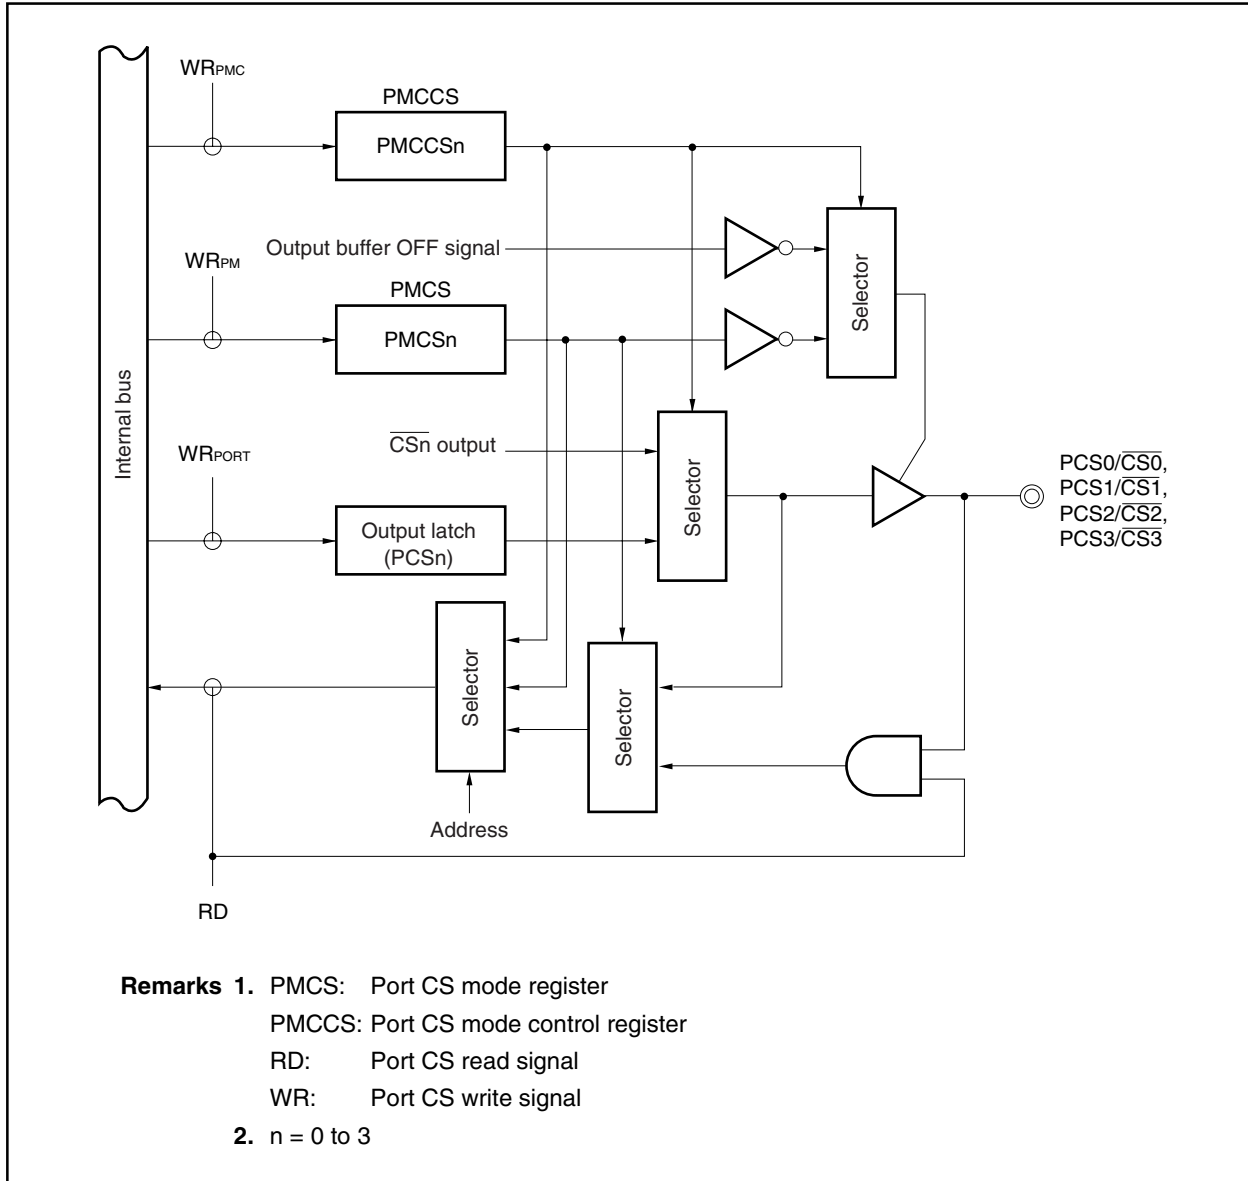 WRPMC
PMCCS
PMCCSn
Output buffer OFF signal
WRPM
PMCS
PMCSn
Selector
Internal bus
CSn output
WRPORT
Selector
PCS0/CS0,
PCS1/CS1,
PCS2/CS2,
PCS3/CS3
Output latch
(PCSn)
Selector
Selector
Address
RD
Remarks 1. PMCS: Port CS mode register
PMCCS: Port CS mode control register
RD: Port CS read signal
WR: Port CS write signal
2. n = 0 to 3